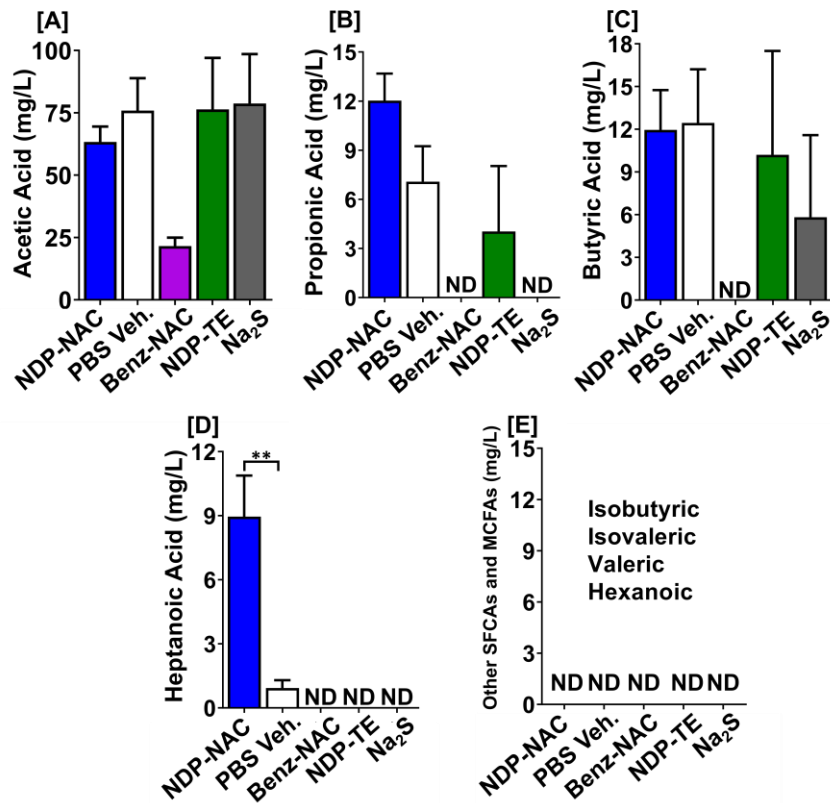 [A]
Acetic Acid (mg/L)
100
75
50
25
0
NDP-NAC
PBS Veh.
Benz-NAC
NDP-TE
Na₂S
[B]
Propionic Acid (mg/L)
15
12
9
6
3
0
ND
ND
NDP-NAC
PBS Veh.
Benz-NAC
NDP-TE
Na₂S
[C]
Butyric Acid (mg/L)
18
15
12
9
6
3
0
ND
NDP-NAC
PBS Veh.
Benz-NAC
NDP-TE
Na₂S
[D]
Heptanoic Acid (mg/L)
12
9
6
3
0
**
ND ND ND
NDP-NAC
PBS Veh.
Benz-NAC
NDP-TE
Na₂S
[E]
Other SFCAs and MCFAs (mg/L)
15
12
9
6
3
0
Isobutyric
Isovaleric
Valeric
Hexanoic
ND ND ND ND ND
NDP-NAC
PBS Veh.
Benz-NAC
NDP-TE
Na₂S